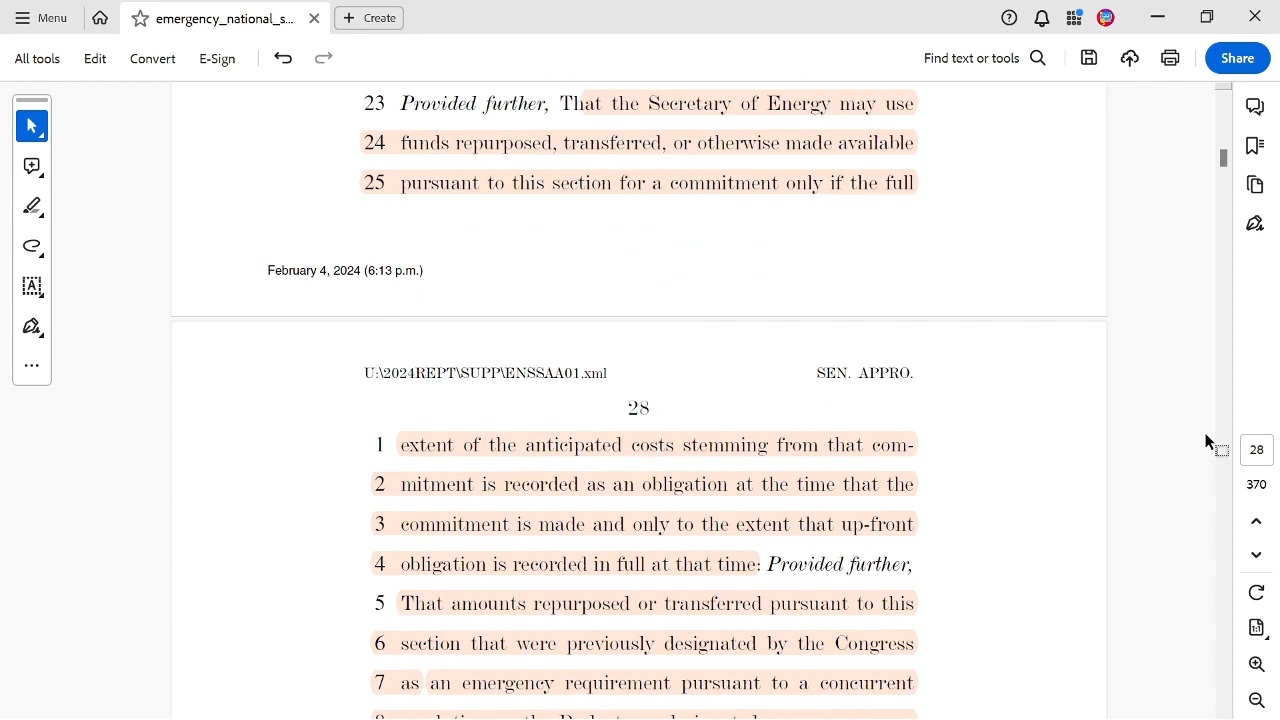 Menu
emergency_national_s...
Create
All tools
Edit
Convert
E-Sign
Find text or tools
Share
23 Provided further, That the Secretary of Energy may use
24 funds repurposed, transferred, or otherwise made available
25 pursuant to this section for a commitment only if the full
February 4, 2024 (6:13 p.m.)
U:\2024REPT\SUPP\ENSSAA01.xml
SEN. APPRO.
28
1 extent of the anticipated costs stemming from that com-
2 mitment is recorded as an obligation at the time that the
3 commitment is made and only to the extent that up-front
4 obligation is recorded in full at that time: Provided further,
5 That amounts repurposed or transferred pursuant to this
6 section that were previously designated by the Congress
7 as an emergency requirement pursuant to a concurrent
28
370
1:1